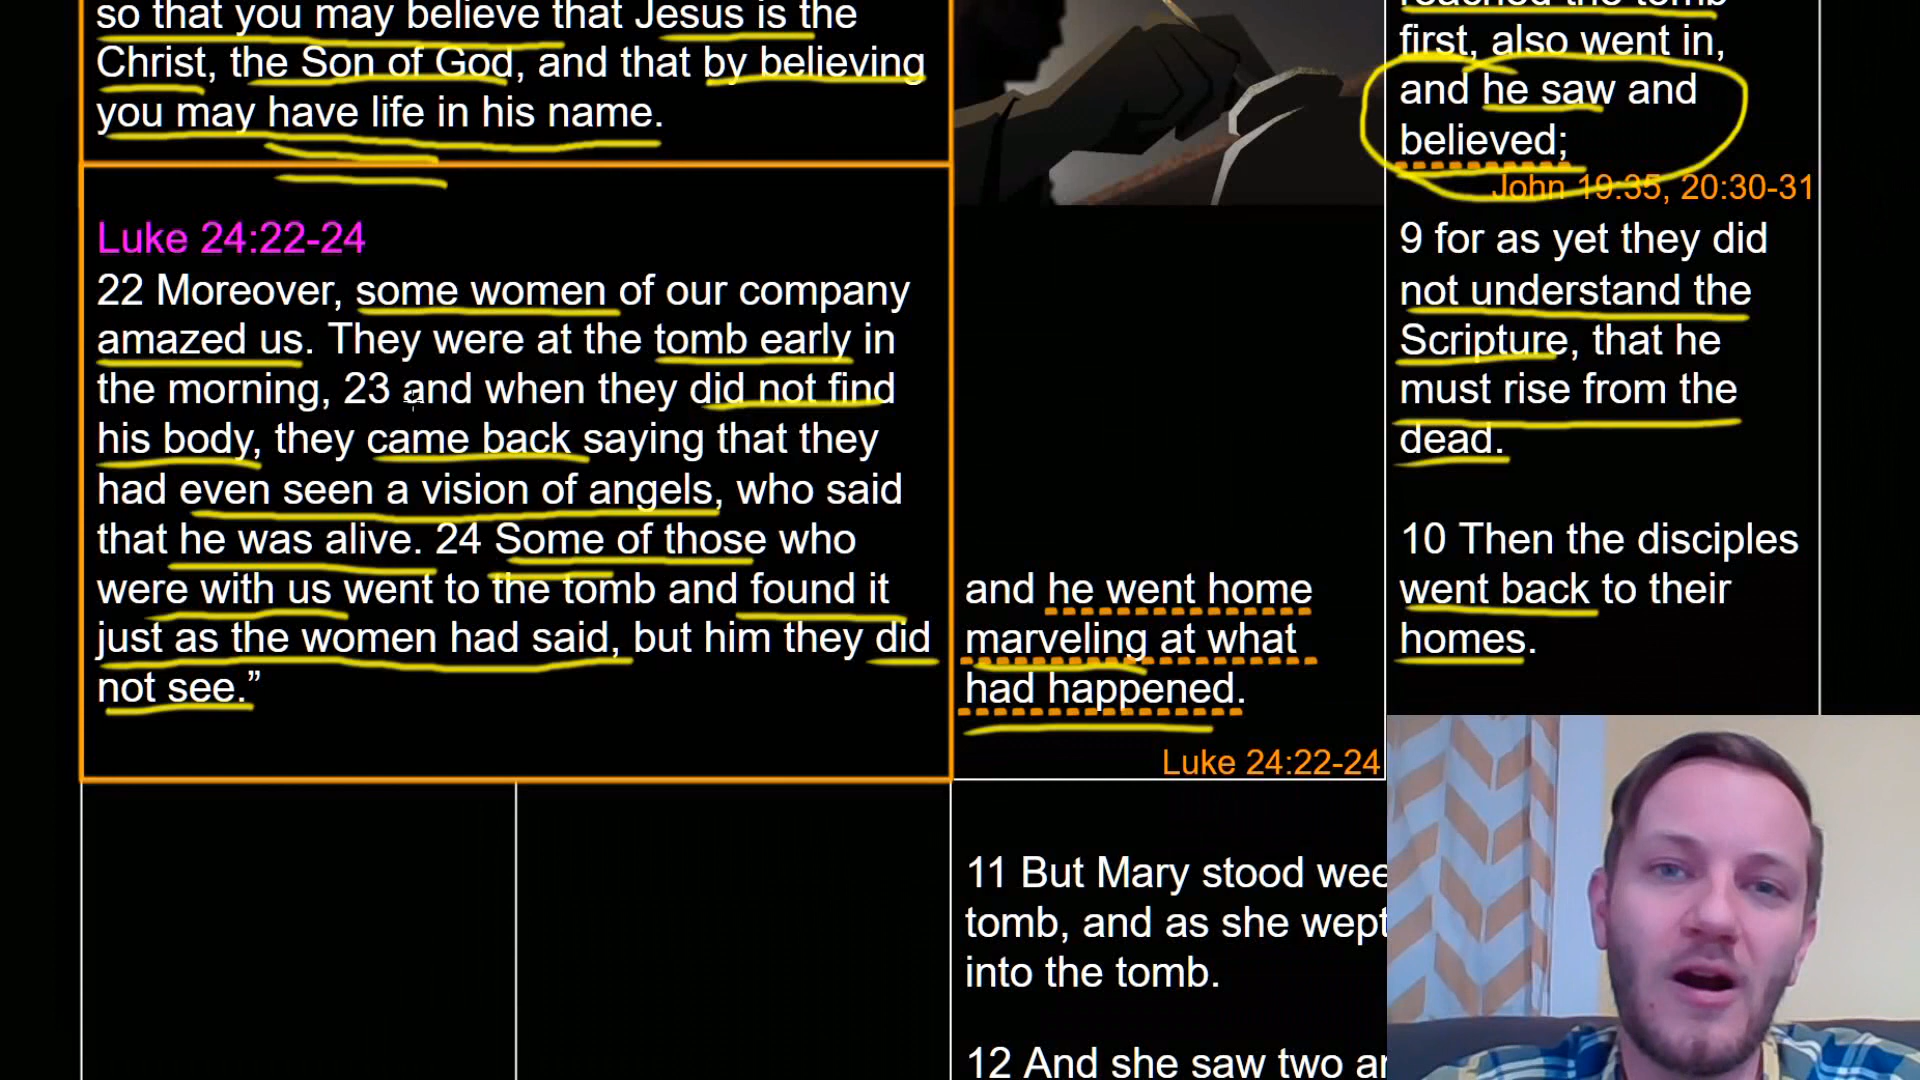 so that you may believe that Jesus is the
Christ, the Son of God, and that by believing
you may have life in his name.
Luke 24:22-24
22 Moreover, some women of our company
amazed us. They were at the tomb early in
the morning, 23 and when they did not find
his body, they came back saying that they
had even seen a vision of angels, who said
that he was alive. 24 Some of those who
were with us went to the tomb and found it
just as the women had said, but him they did
not see.”
and he went home
marveling at what
had happened.
Luke 24:22-24
11 But Mary stood
tomb, and as she wept
into the tomb.
12 And she saw two
reached the tomb
first, also went in,
and he saw and
believed;
John 19:35, 20:30-31
9 for as yet they did
not understand the
Scripture, that he
must rise from the
dead.
10 Then the disciples
went back to their
homes.